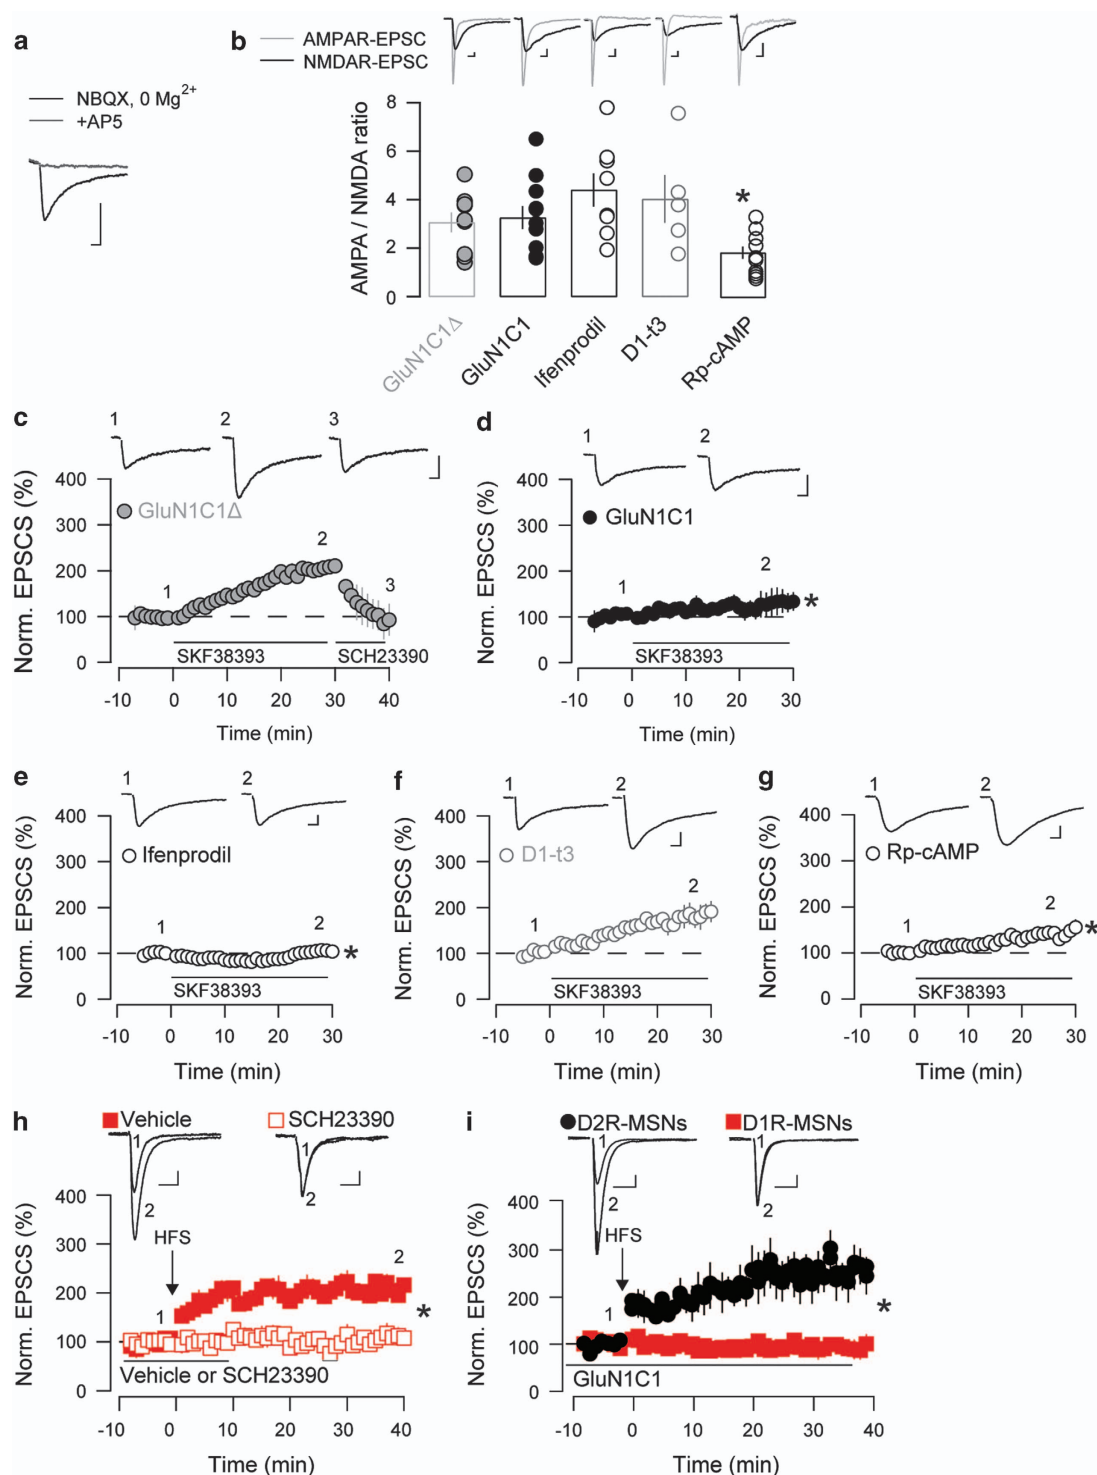 a
NBQX, 0 Mg2+
+AP5
b
AMPAR-EPSC
NMDAR-EPSC
AMPA / NMDA ratio
8
6
4
2
0
*
GluN1C1Δ
GluN1C1
Ifenprodil
D1-t3
Rp-cAMP
c
1
2
3
Norm. EPSCS (%)
400
300
200
100
0
GluN1C1Δ
1
2
3
SKF38393
SCH23390
-10 0 10 20 30 40
Time (min)
d
1
2
Norm. EPSCS (%)
400
300
200
100
0
GluN1C1
1
2
*
SKF38393
-10 0 10 20 30
Time (min)
e
1
2
Norm. EPSCS (%)
400
300
200
100
0
Ifenprodil
1
2
*
SKF38393
-10 0 10 20 30
Time (min)
f
1
2
Norm. EPSCS (%)
400
300
200
100
0
D1-t3
1
2
SKF38393
-10 0 10 20 30
Time (min)
g
1
2
Norm. EPSCS (%)
400
300
200
100
0
Rp-cAMP
1
2
*
SKF38393
-10 0 10 20 30
Time (min)
h
Vehicle
SCH23390
1
2
1
2
Norm. EPSCS (%)
400
300
200
100
0
HFS
1
2
*
Vehicle or SCH23390
-10 0 10 20 30 40
Time (min)
i
D2R-MSNs
D1R-MSNs
1
2
1
2
Norm. EPSCS (%)
400
300
200
100
0
HFS
1
*
GluN1C1
-10 0 10 20 30 40
Time (min)